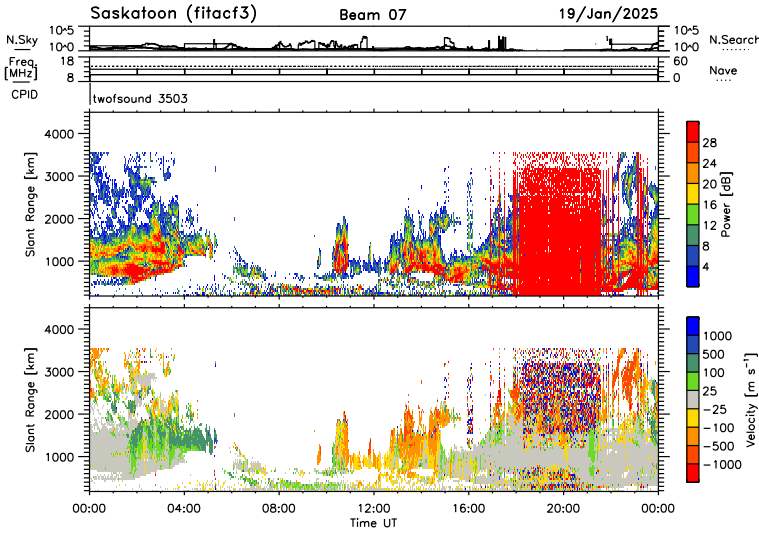 Saskatoon (fitacf3) Beam 07 19/Jan/2025
N.Sky 10^5 10^0 10^5 10^0 N.Search
Freq. [MHz] 18 8 60 0 Nave
CPID twofsound 3503
Slant Range [km] 4000 3000 2000 1000
Power [dB] 28 24 20 16 12 8 4
Slant Range [km] 4000 3000 2000 1000
Velocity [m s^-1] 1000 500 100 25 -25 -100 -500 -1000
00:00 04:00 08:00 12:00 16:00 20:00 00:00
Time UT